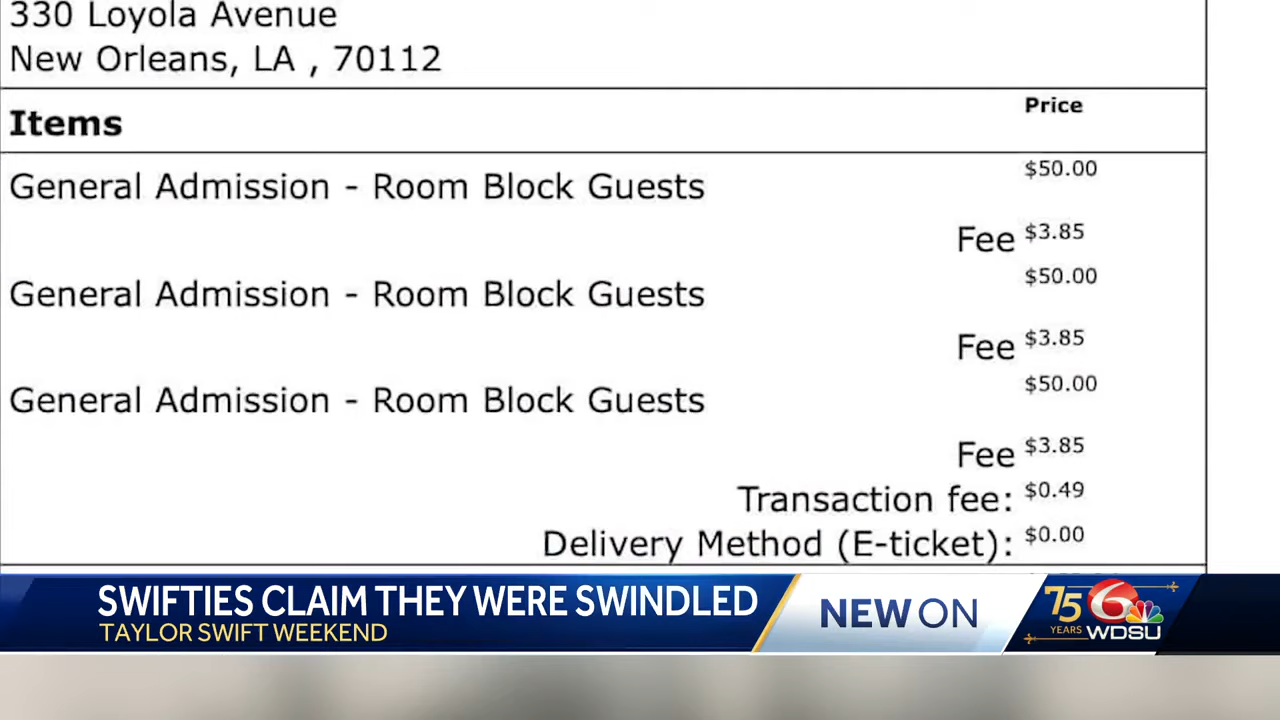 330 Loyola Avenue
New Orleans, LA , 70112
Items Price
General Admission - Room Block Guests $50.00
Fee $3.85
General Admission - Room Block Guests $50.00
Fee $3.85
General Admission - Room Block Guests $50.00
Fee $3.85
Transaction fee: $0.49
Delivery Method (E-ticket): $0.00
SWIFTIES CLAIM THEY WERE SWINDLED
TAYLOR SWIFT WEEKEND
NEW ON
75 YEARS
6
WDSU